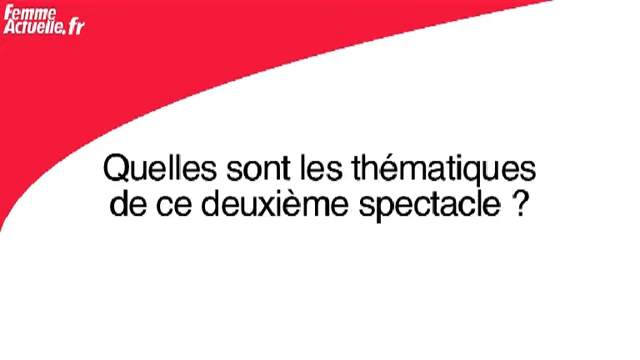 Femme
Actuelle.fr
Quelles sont les thématiques
de ce deuxième spectacle ?